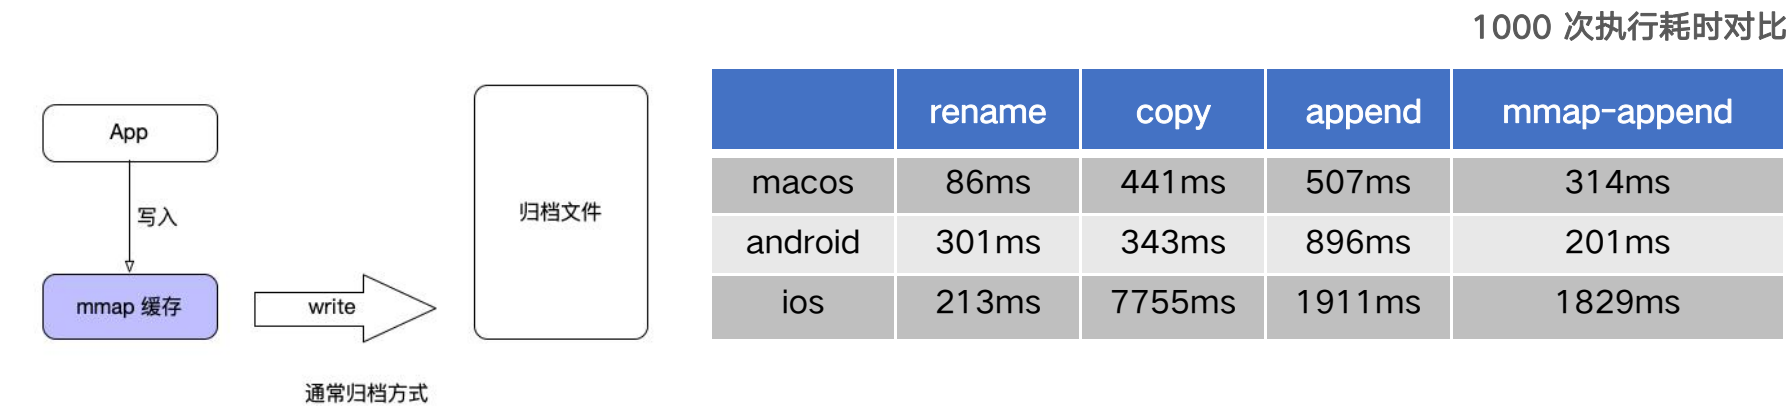 1000 次执行耗时对比
App
写入
mmap 缓存
write
归档文件
通常归档方式
rename copy append mmap-append
macos 86ms 441ms 507ms 314ms
android 301ms 343ms 896ms 201ms
ios 213ms 7755ms 1911ms 1829ms